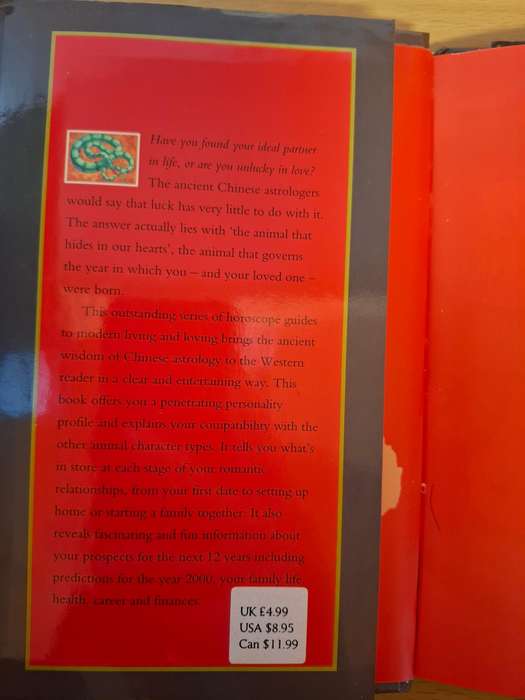 Have you found your ideal partner
in life, or are you unlucky in love?
The ancient Chinese astrologers
would say that luck has very little to do with it.
The answer actually lies with ‘the animal that
hides in our hearts’, the animal that governs
the year in which you – and your loved one –
were born.
This outstanding series of horoscope guides
to modern living and loving brings the ancient
wisdom of Chinese astrology to the Western
reader in a clear and entertaining way. This
book offers you a penetrating personality
profile and explains your compatibility with the
other animal character types. It tells you what's
in store at each stage of your romantic
relationships, from your first date to setting up
home or starting a family together. It also
reveals fascinating and fun information about
your prospects for the next 12 years including
predictions for the year 2000, your family life,
health, career and finances.
UK £4.99
USA $8.95
Can $11.99